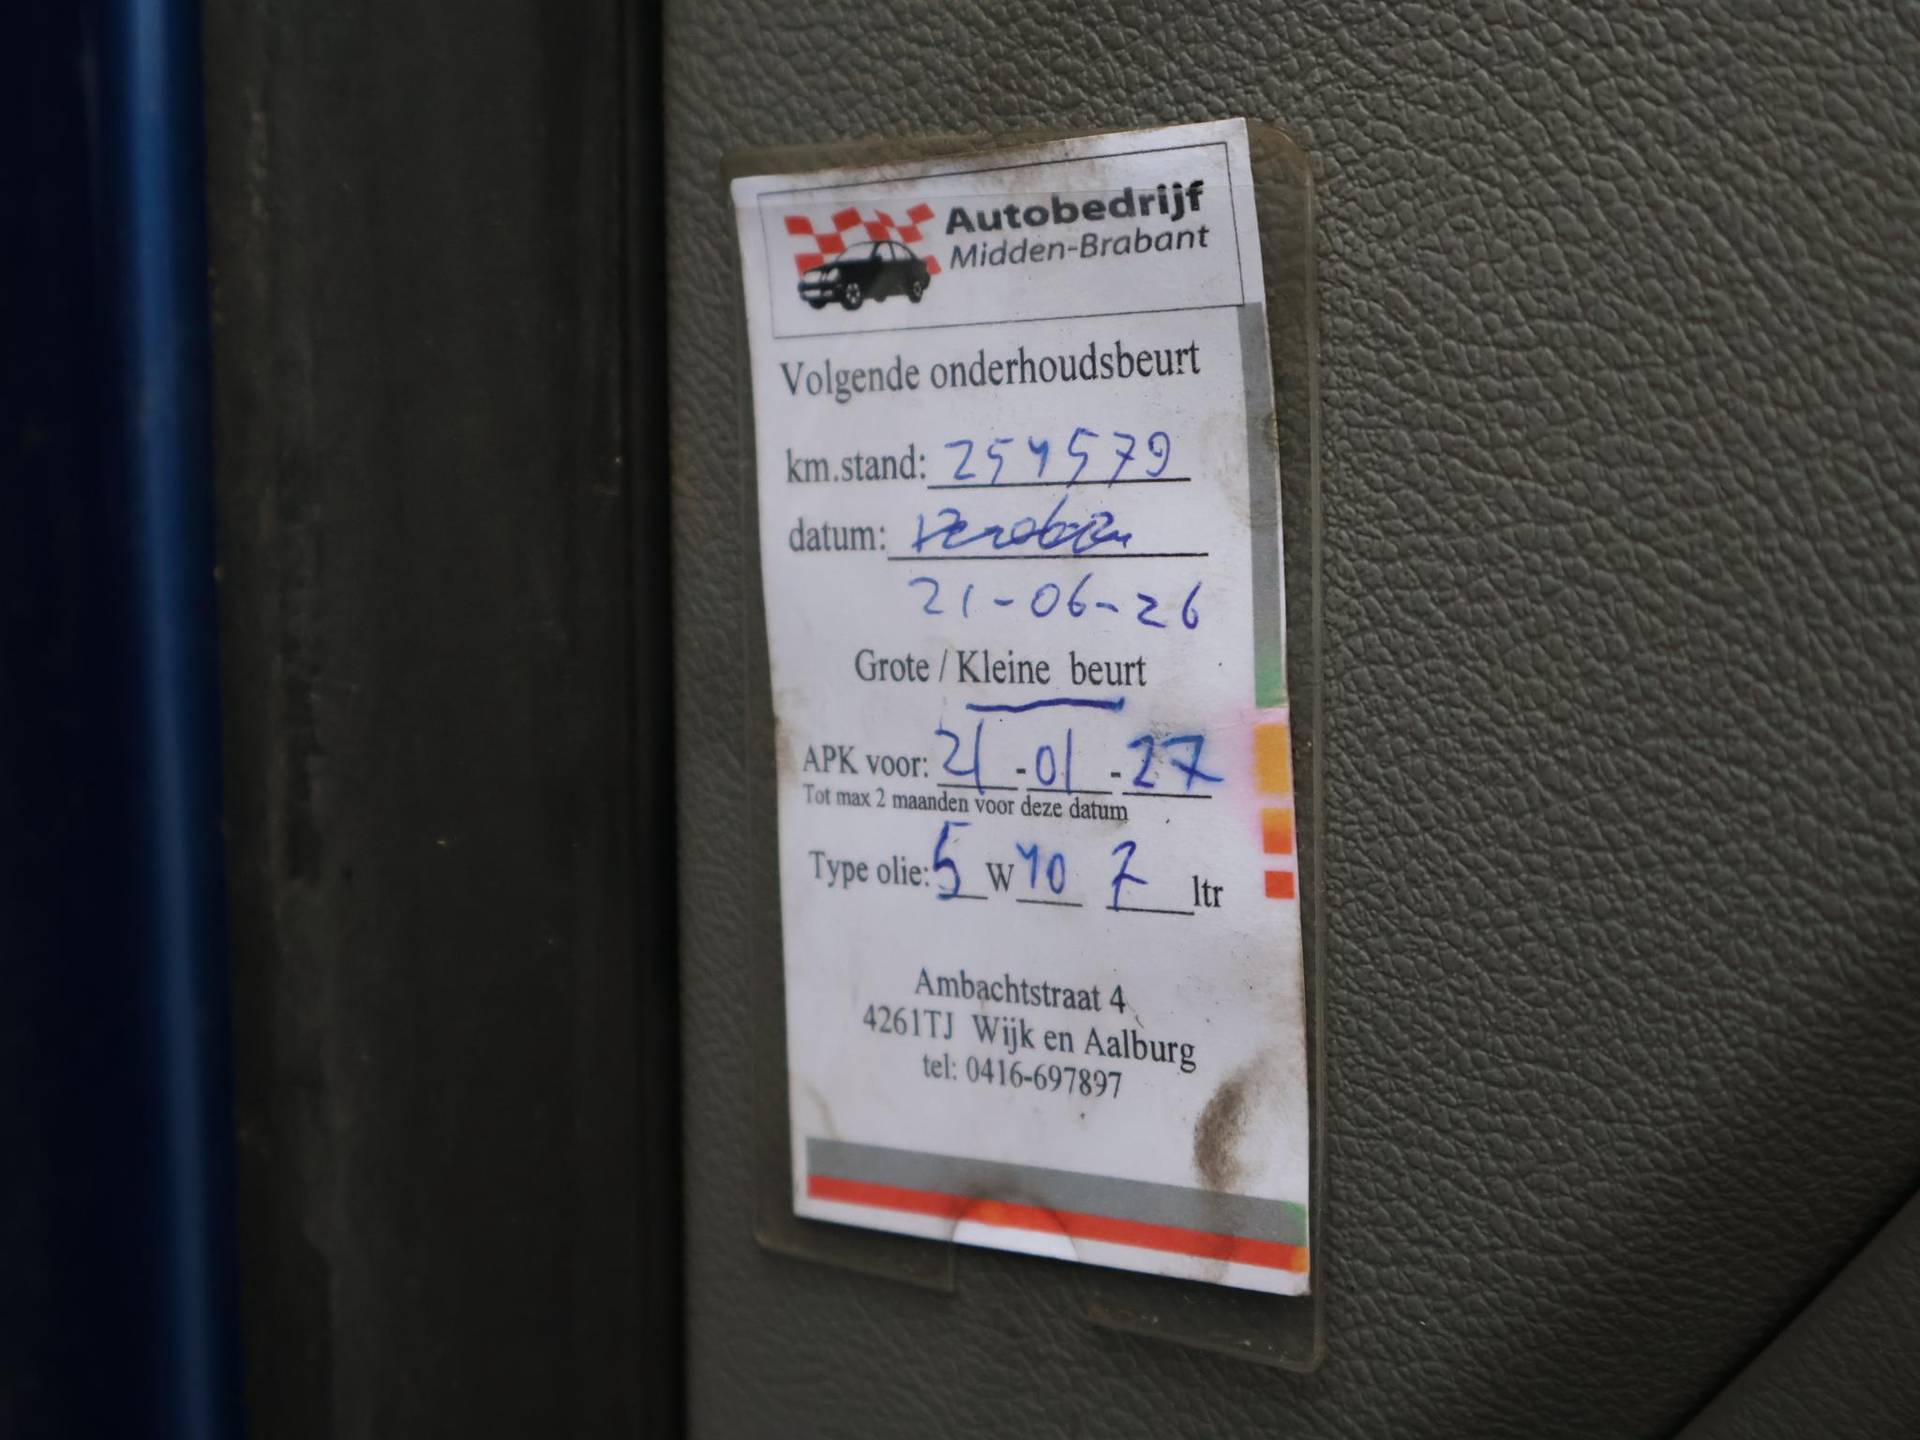 Autobedrijf
Midden-Brabant
Volgende onderhoudsbeurt
km.stand: 254579
datum:
21-06-26
Grote / Kleine beurt
APK voor: 21-01-27
Tot max 2 maanden voor deze datum
Type olie: 5 W 40 7 ltr
Ambachtstraat 4
4261TJ Wijk en Aalburg
tel: 0416-697897